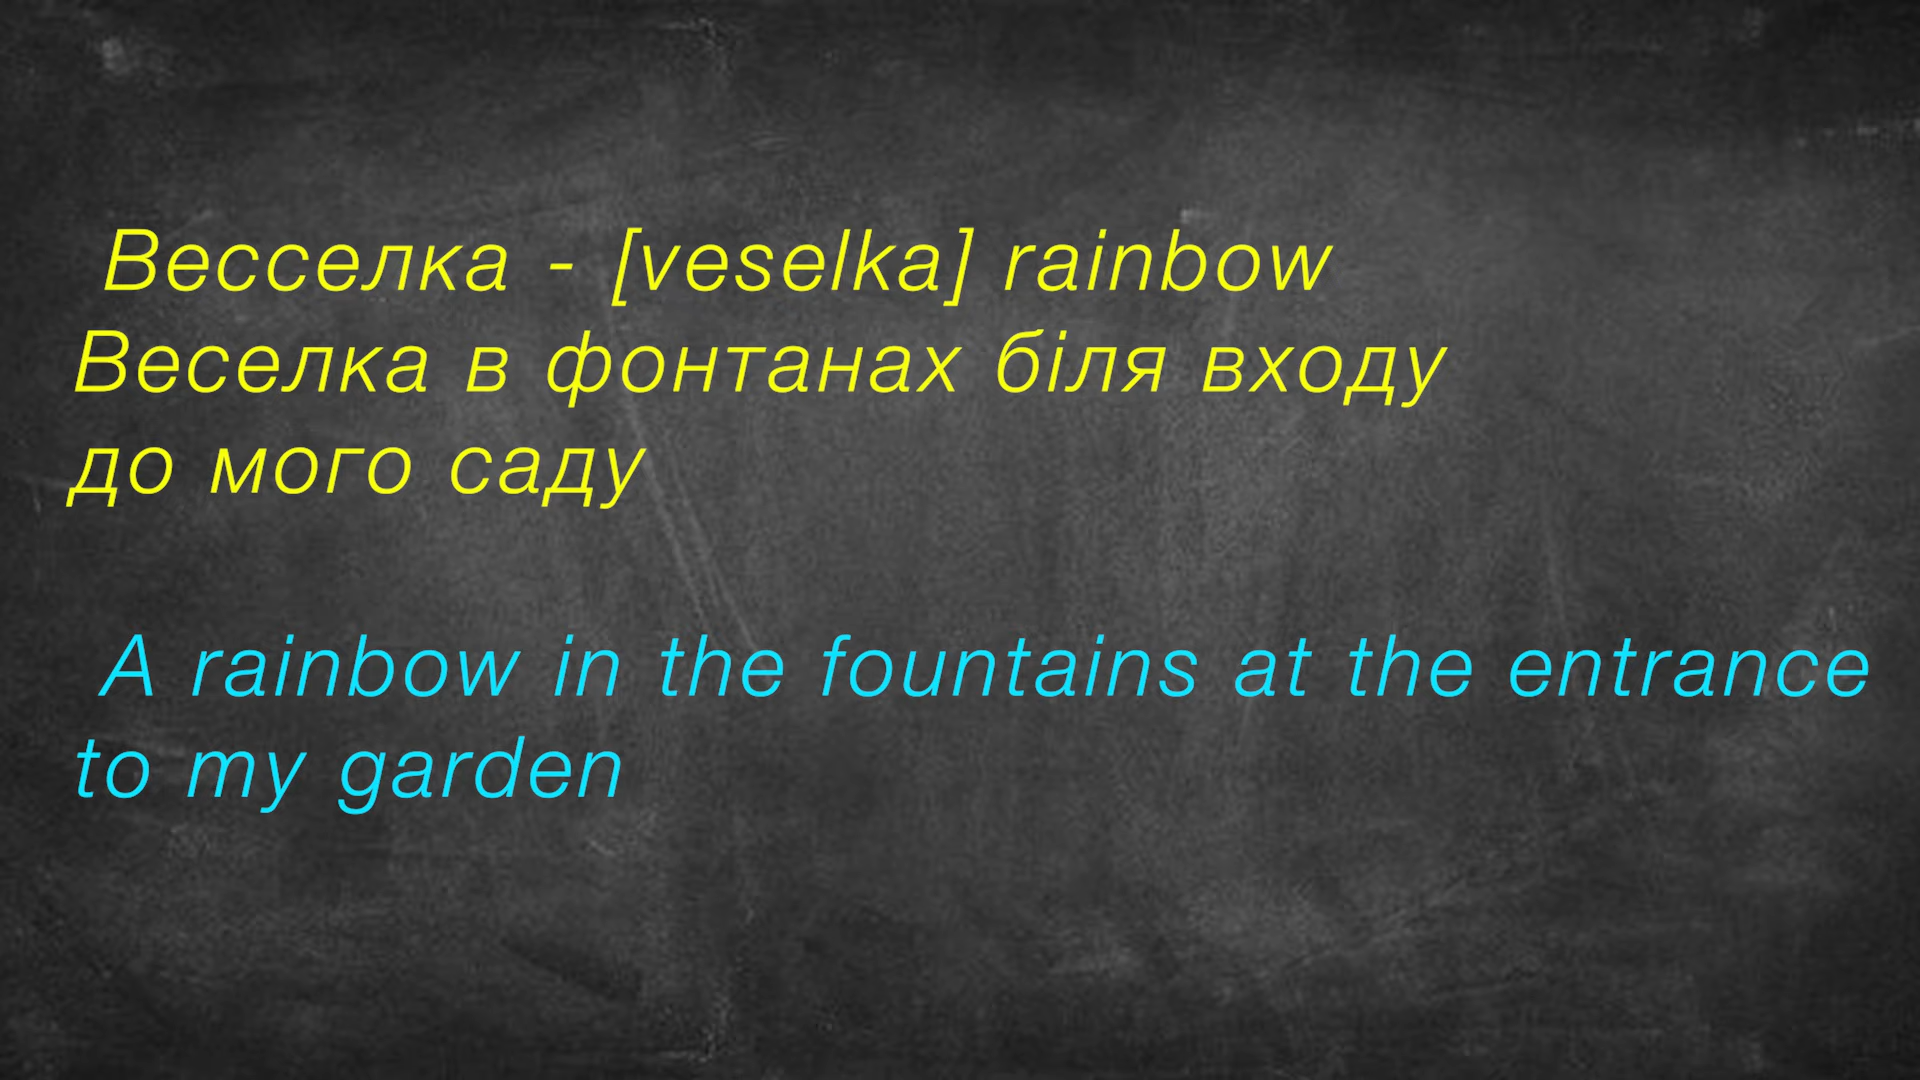 Весселка - [veselka] rainbow
Веселка в фонтанах біля входу
до мого саду
A rainbow in the fountains at the entrance
to my garden